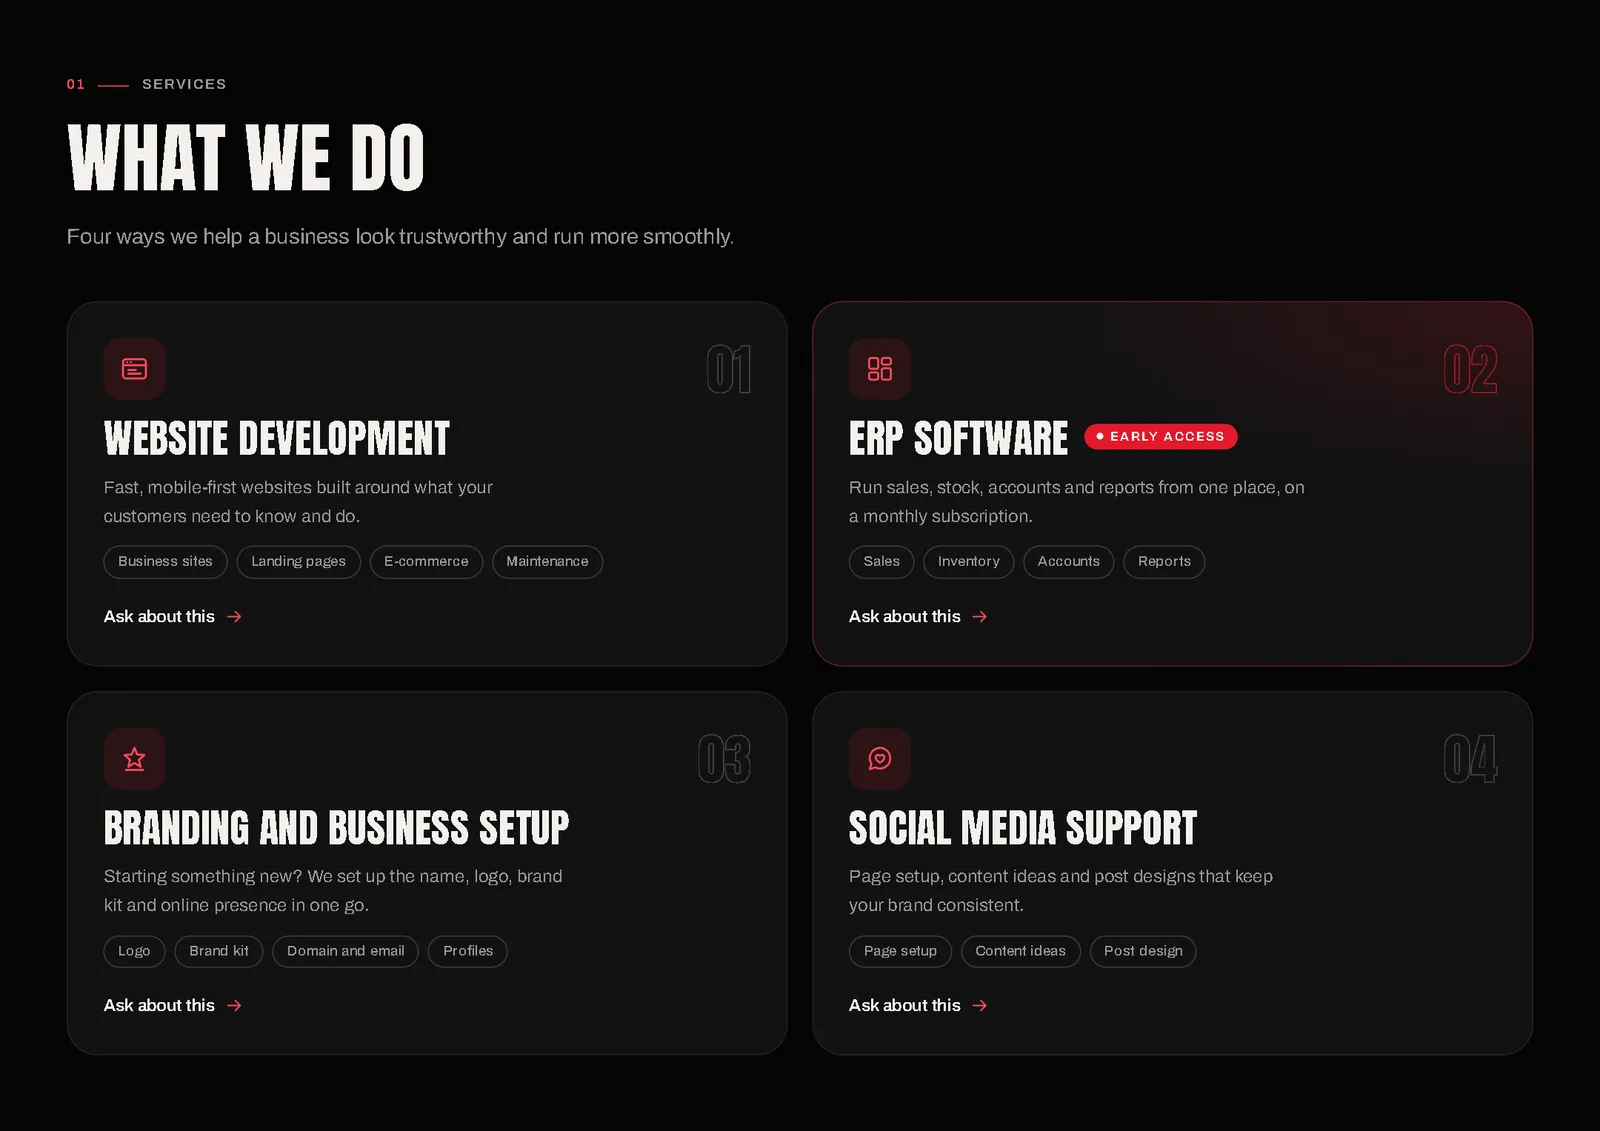 01 SERVICES
WHAT WE DO
Four ways we help a business look trustworthy and run more smoothly.
01
WEBSITE DEVELOPMENT
Fast, mobile-first websites built around what your
customers need to know and do.
Business sites Landing pages E-commerce Maintenance
Ask about this →
02
ERP SOFTWARE EARLY ACCESS
Run sales, stock, accounts and reports from one place, on
a monthly subscription.
Sales Inventory Accounts Reports
Ask about this →
03
BRANDING AND BUSINESS SETUP
Starting something new? We set up the name, logo, brand
kit and online presence in one go.
Logo Brand kit Domain and email Profiles
Ask about this →
04
SOCIAL MEDIA SUPPORT
Page setup, content ideas and post designs that keep
your brand consistent.
Page setup Content ideas Post design
Ask about this →